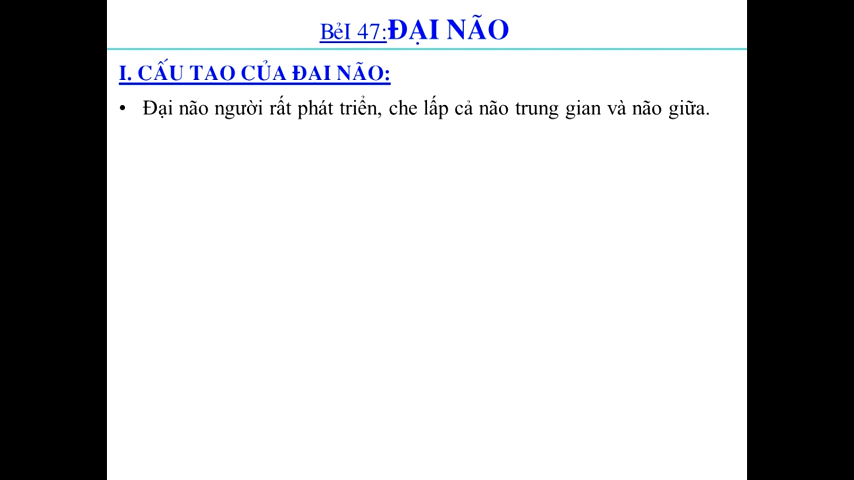 BẻI 47:ĐẠI NÃO
I. CẤU TAO CỦA ĐAI NÃO:
• Đại não người rất phát triển, che lấp cả não trung gian và não giữa.